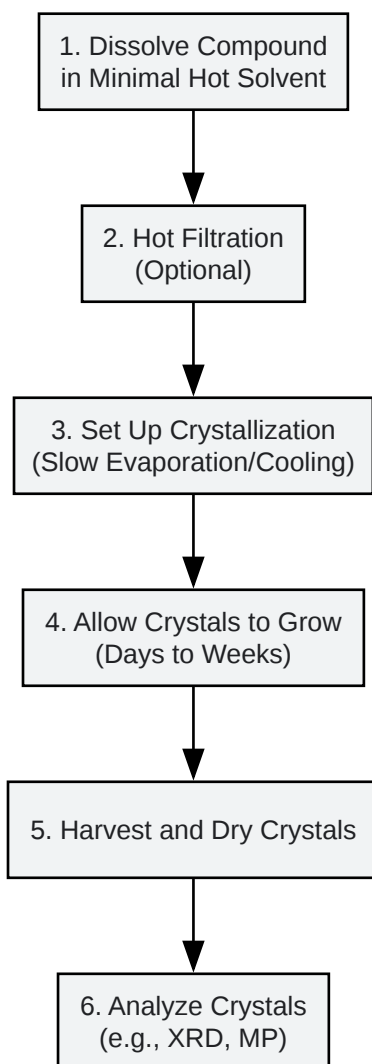 1. Dissolve Compound
in Minimal Hot Solvent
2. Hot Filtration
(Optional)
3. Set Up Crystallization
(Slow Evaporation/Cooling)
4. Allow Crystals to Grow
(Days to Weeks)
5. Harvest and Dry Crystals
6. Analyze Crystals
(e.g., XRD, MP)